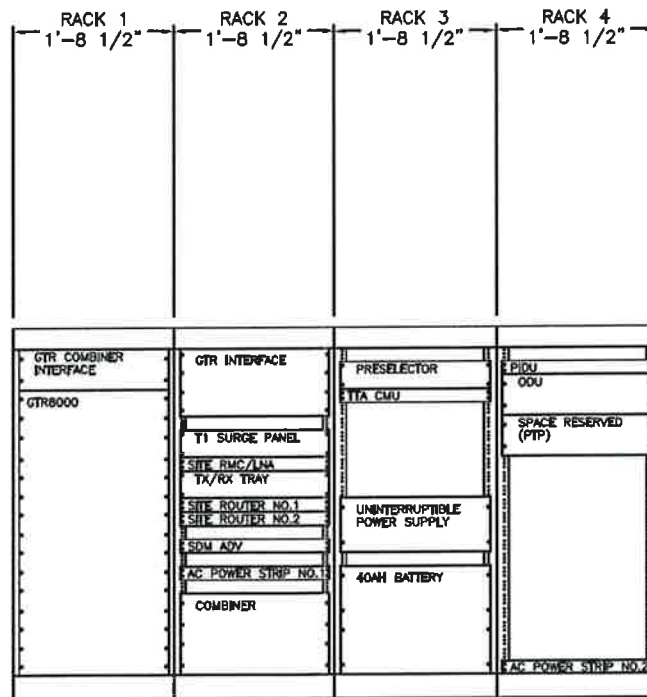 RACK 1
1'-8 1/2"
RACK 2
1'-8 1/2"
RACK 3
1'-8 1/2"
RACK 4
1'-8 1/2"
GTR COMBINER
INTERFACE
GTR8000
GTR INTERFACE
T1 SURGE PANEL
SITE RMC/LNA
TX/RX TRAY
SITE ROUTER NO.1
SITE ROUTER NO.2
SDM ADV
AC POWER STRIP NO.1
COMBINER
PRESELECTOR
TTA CMU
UNINTERRUPTIBLE
POWER SUPPLY
40AH BATTERY
PIDU
ODU
SPACE RESERVED
(PTP)
AC POWER STRIP NO.2